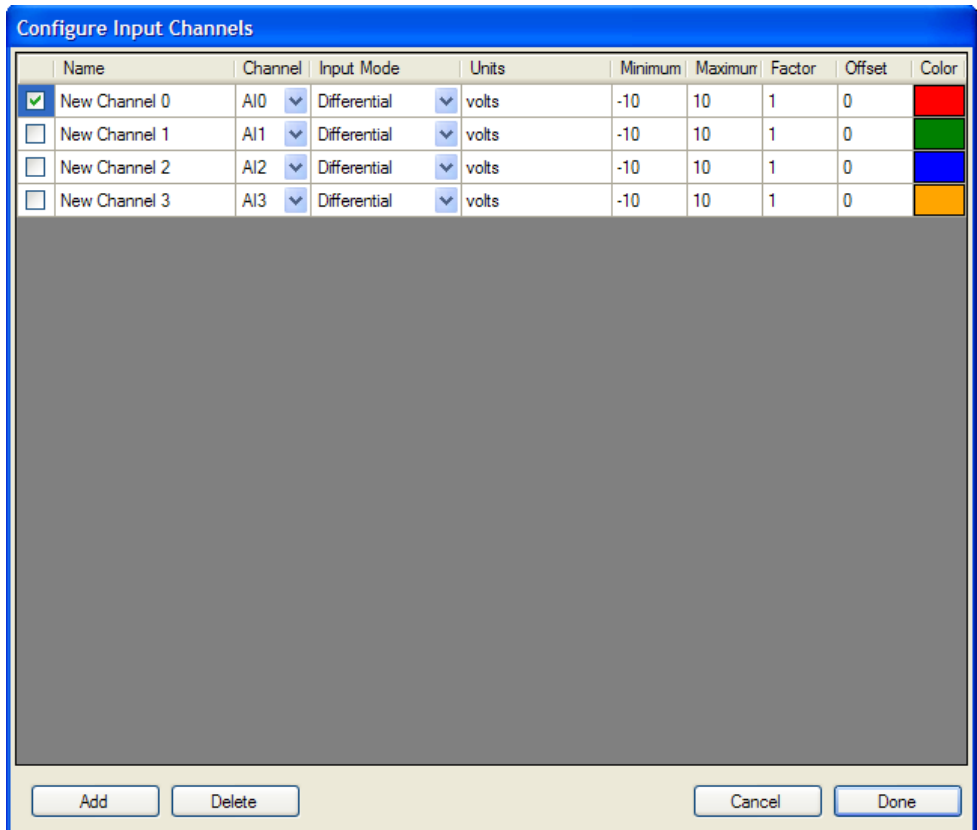 Configure Input Channels
Name Channel Input Mode Units Minimum Maximum Factor Offset Color
New Channel 0 AI0 Differential volts -10 10 1 0
New Channel 1 AI1 Differential volts -10 10 1 0
New Channel 2 AI2 Differential volts -10 10 1 0
New Channel 3 AI3 Differential volts -10 10 1 0
Add Delete Cancel Done